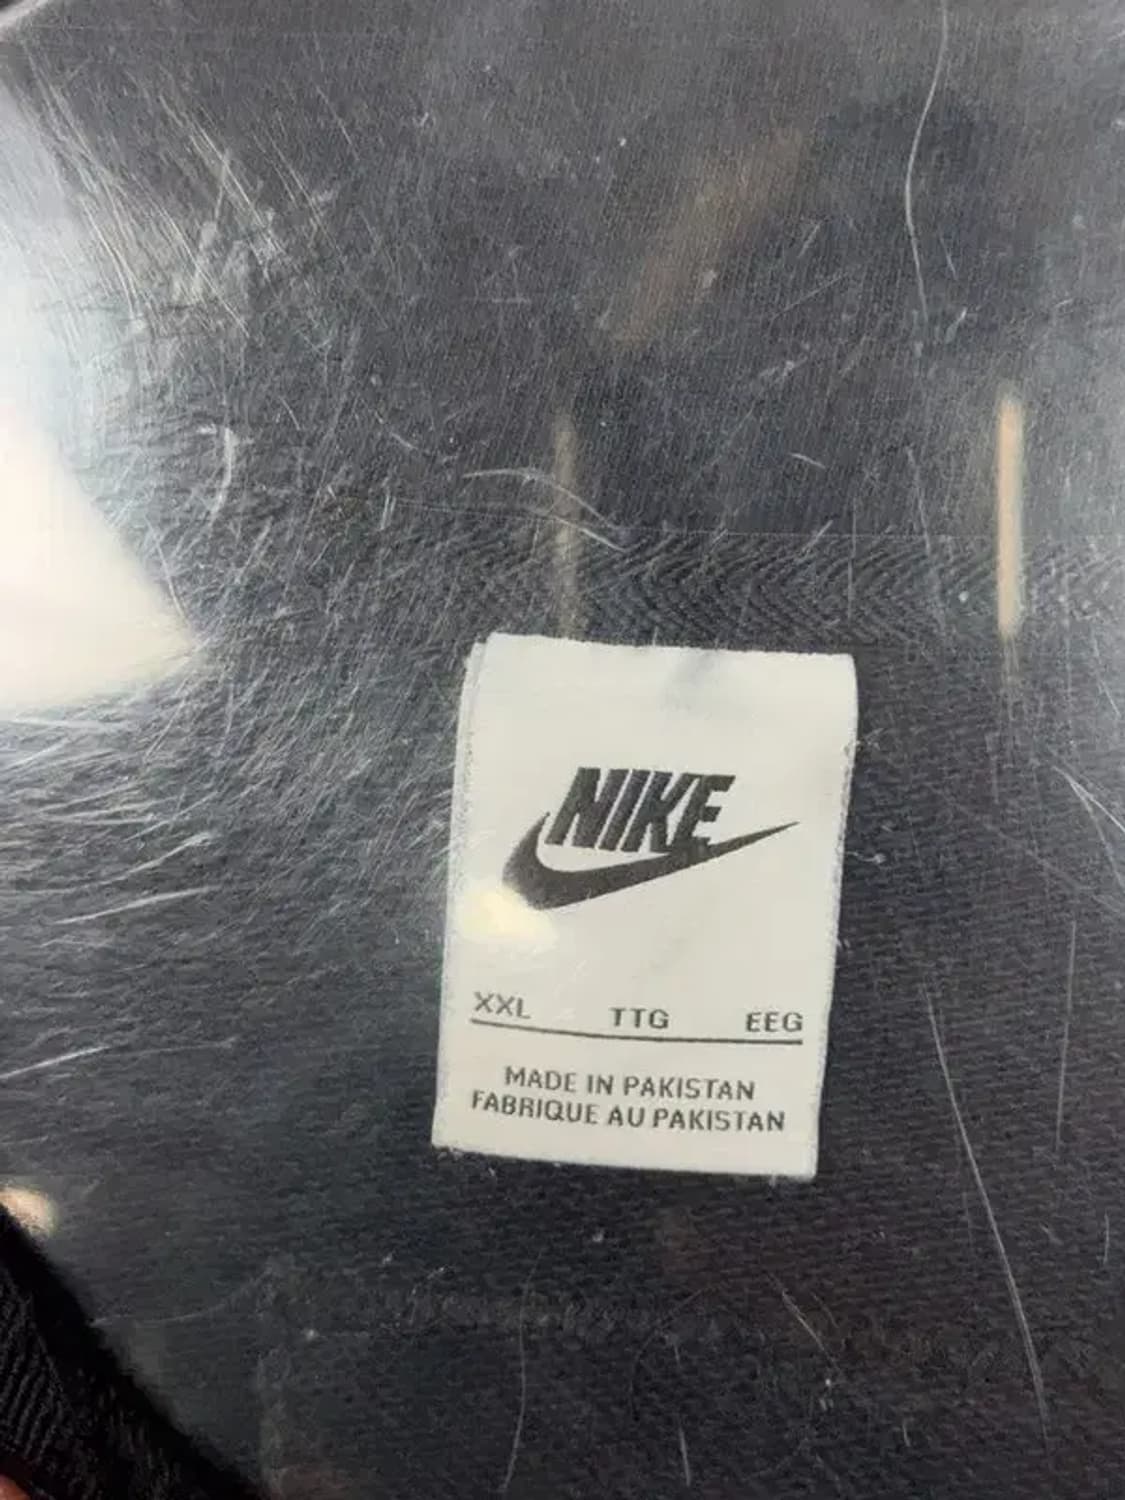 NIKE
XXL TTG EEG
MADE IN PAKISTAN
FABRIQUE AU PAKISTAN